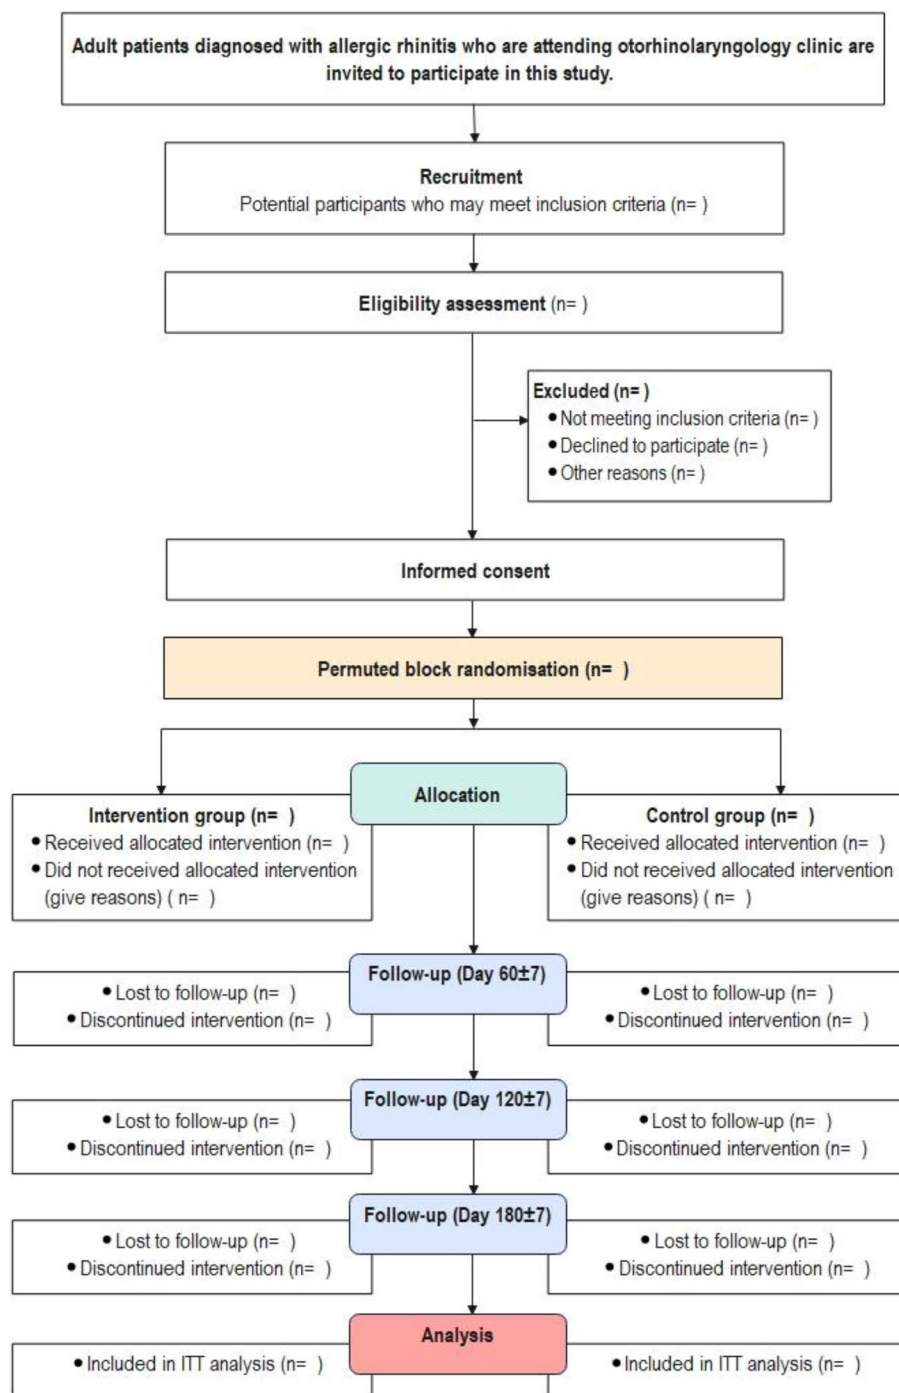 Adult patients diagnosed with allergic rhinitis who are attending otorhinolaryngology clinic are
invited to participate in this study.
Recruitment
Potential participants who may meet inclusion criteria (n= )
Eligibility assessment (n= )
Excluded (n= )
● Not meeting inclusion criteria (n= )
● Declined to participate (n= )
● Other reasons (n= )
Informed consent
Permuted block randomisation (n=  )
Allocation
Intervention group (n=  )
● Received allocated intervention (n=  )
● Did not received allocated intervention
(give reasons) ( n=  )
Control group (n=  )
● Received allocated intervention (n=  )
● Did not received allocated intervention
(give reasons) ( n=  )
Follow-up (Day 60±7)
● Lost to follow-up (n=  )
● Discontinued intervention (n=  )
● Lost to follow-up (n=  )
● Discontinued intervention (n=  )
Follow-up (Day 120±7)
● Lost to follow-up (n=  )
● Discontinued intervention (n=  )
● Lost to follow-up (n=  )
● Discontinued intervention (n=  )
Follow-up (Day 180±7)
● Lost to follow-up (n=  )
● Discontinued intervention (n=  )
● Lost to follow-up (n=  )
● Discontinued intervention (n=  )
Analysis
● Included in ITT analysis (n=  )
● Included in ITT analysis (n=  )